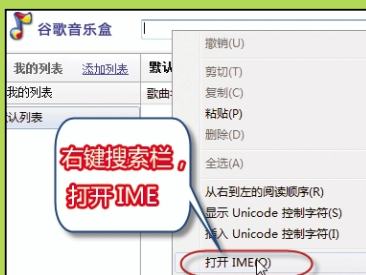 谷歌音乐盒
撤销(U)
我的列表 添加列表 默认
剪切(T)
我的列表 歌曲
复制(C)
粘贴(P)
认列表
删除(D)
全选(A)
右键搜索栏，
打开 IME
从右到左的阅读顺序(R)
显示 Unicode 控制字符(S)
插入 Unicode 控制字符(I)
打开 IME(O)